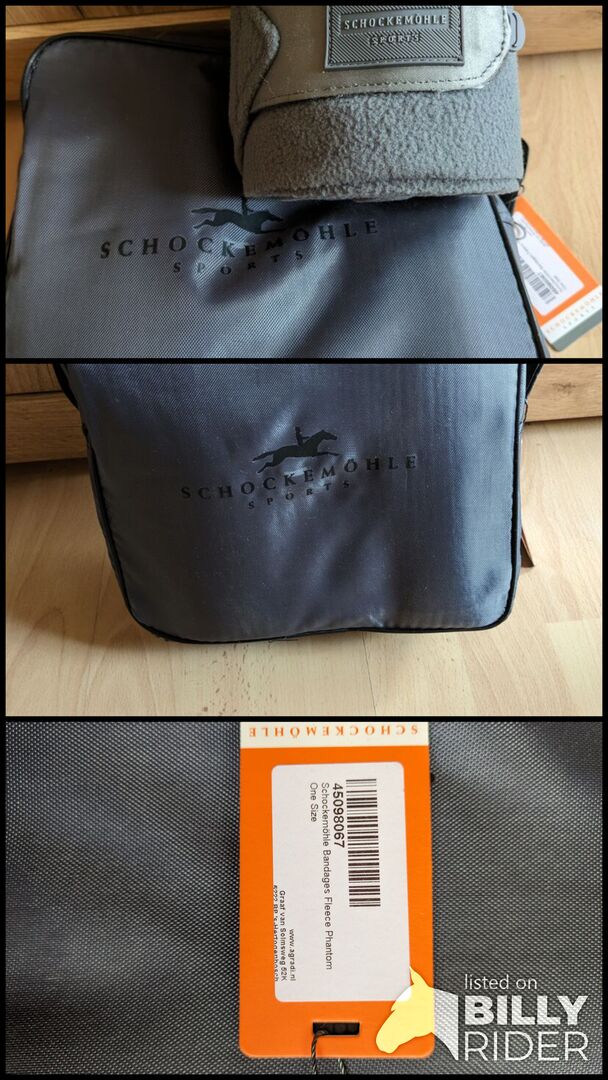 SCHOCKEMÖHLE
SPORTS
SCHOCKEMÖHLE
SPORTS
SCHOCKEMÖHLE
SPORTS
SCHOCKEMÖHLE
45098067
Schockemöhle Bandages Fleece Phantom
One Size
www.agradi.nl
Graaf van Solmsweg 52K
listed on
BILLY
RIDER